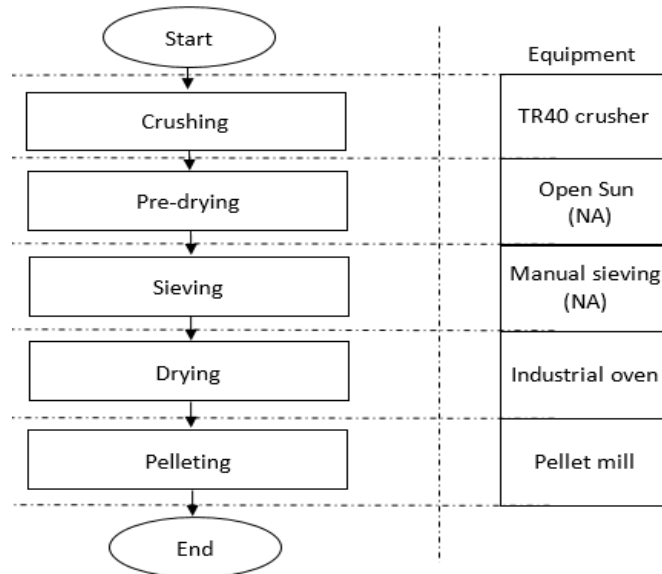 Start
Equipment
Crushing
TR40 crusher
Pre-drying
Open Sun
(NA)
Sieving
Manual sieving
(NA)
Drying
Industrial oven
Pelleting
Pellet mill
End